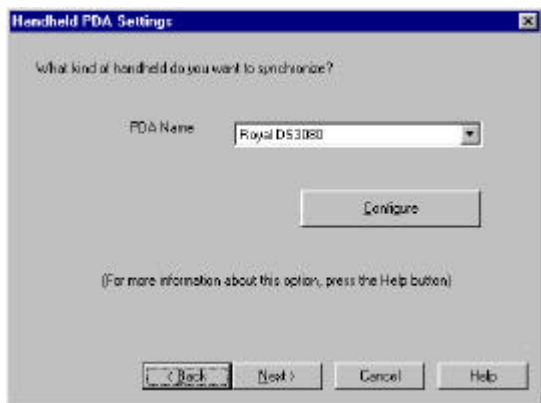 Handheld PDA Settings
What kind of handheld do you want to synchronize?
PDA Name
Royal DS3080
Configure
(For more information about this option, press the Help button)
< Back Next > Cancel Help